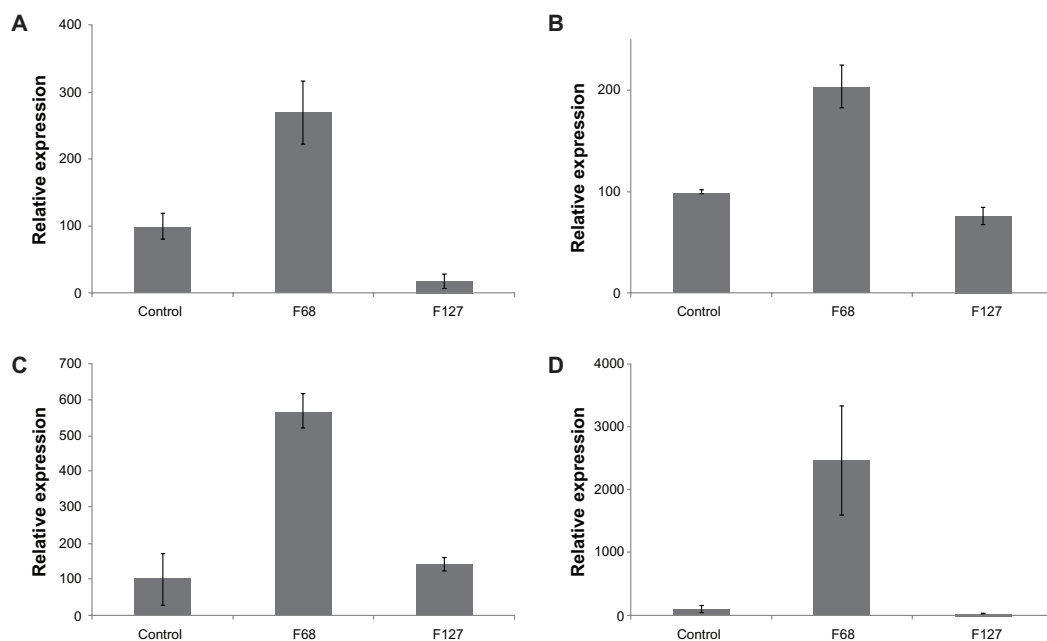 A
Relative expression
400
300
200
100
0
Control F68 F127
B
Relative expression
200
100
0
Control F68 F127
C
Relative expression
700
600
500
400
300
200
100
0
Control F68 F127
D
Relative expression
4000
3000
2000
1000
0
Control F68 F127